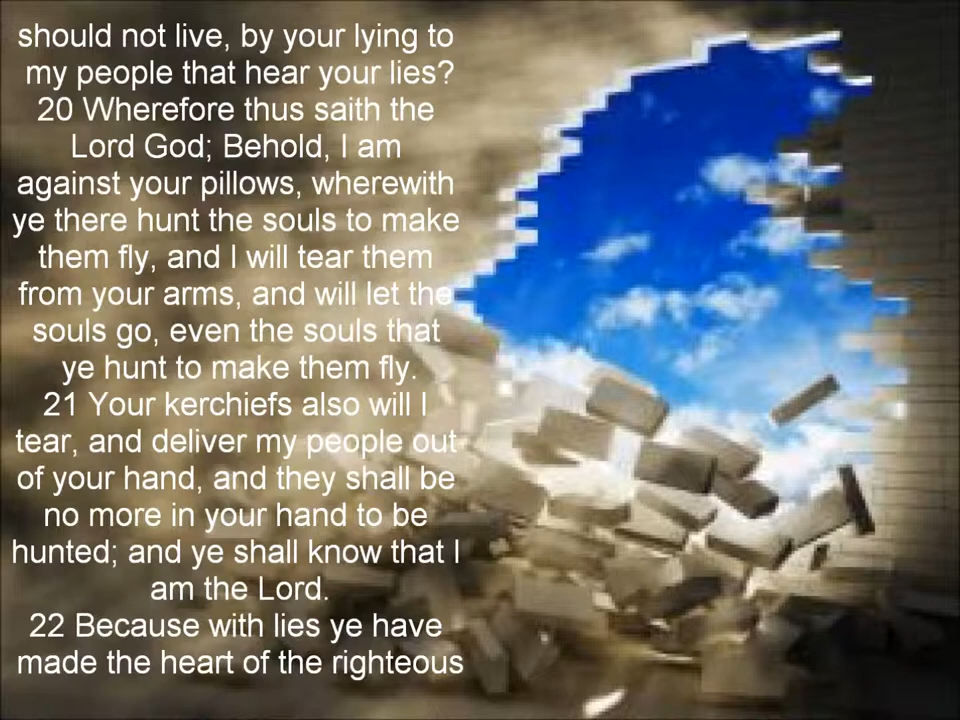 should not live, by your lying to
my people that hear your lies?
20 Wherefore thus saith the
Lord God; Behold, I am
against your pillows, wherewith
ye there hunt the souls to make
them fly, and I will tear them
from your arms, and will let the
souls go, even the souls that
ye hunt to make them fly.
21 Your kerchiefs also will I
tear, and deliver my people out
of your hand, and they shall be
no more in your hand to be
hunted; and ye shall know that I
am the Lord.
22 Because with lies ye have
made the heart of the righteous